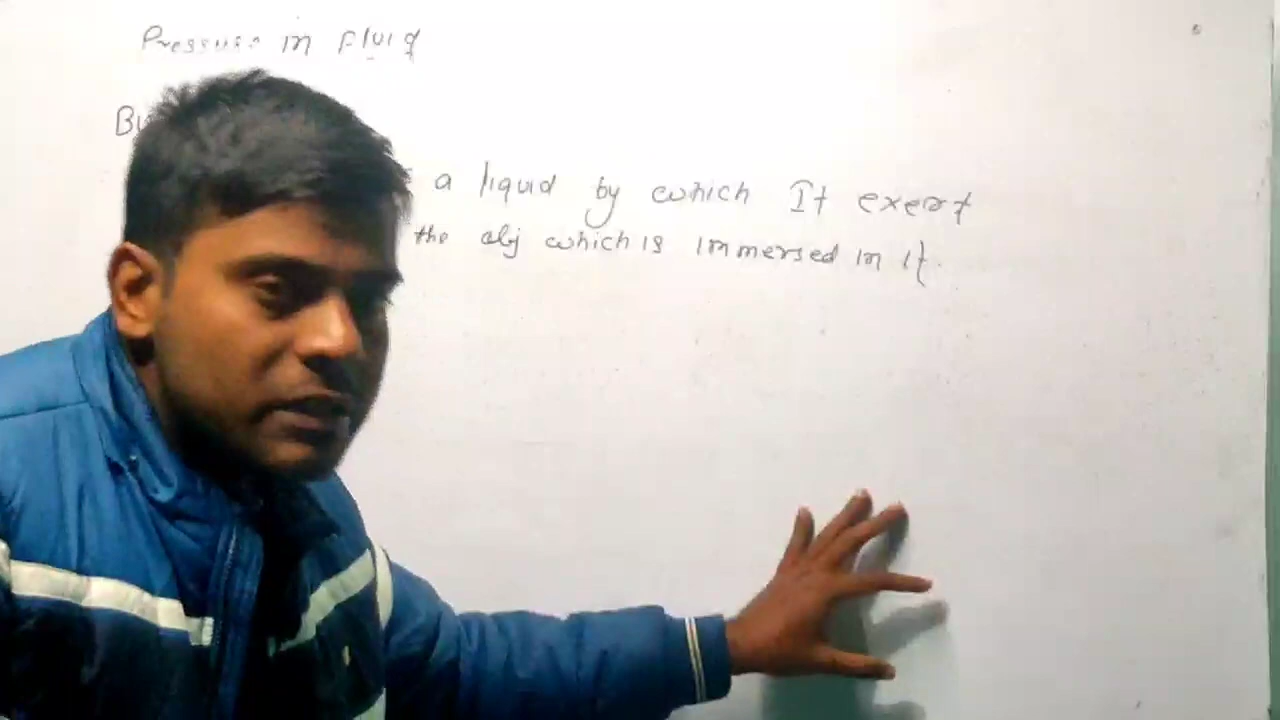 Pressure in Fluid
Bu
a liquid by which It exert
the obj which is immersed in it.